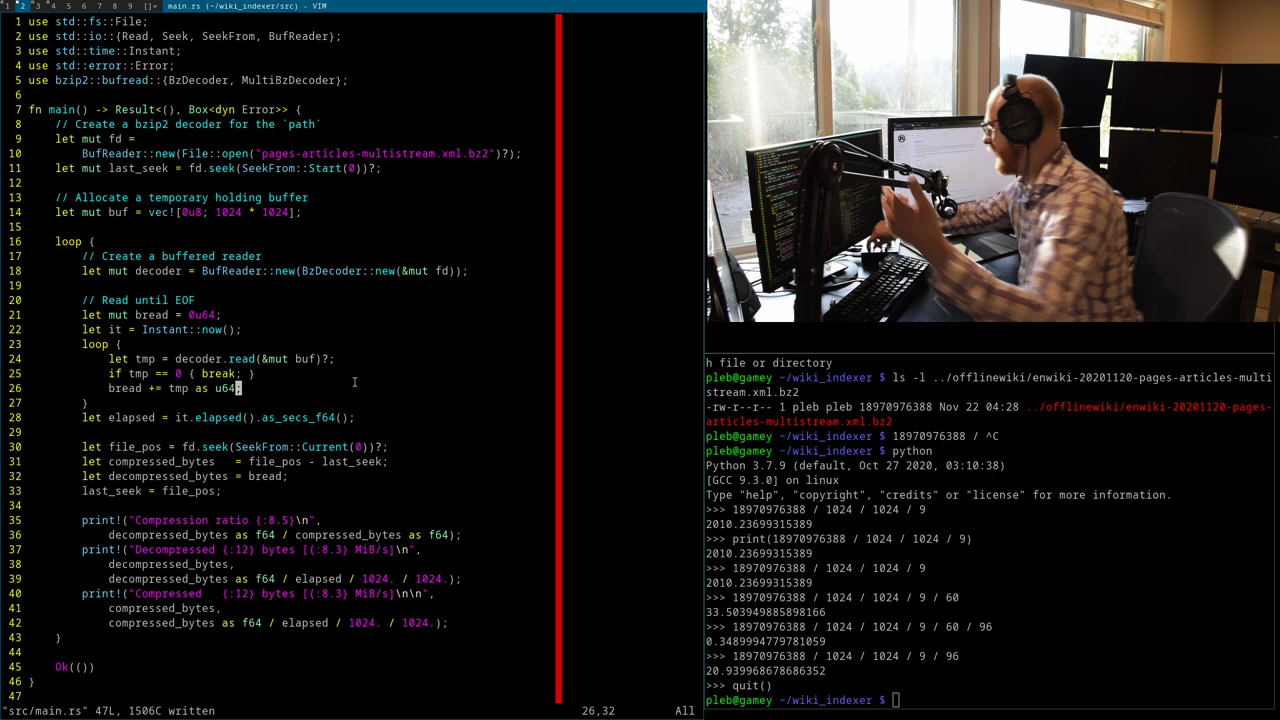 1 2 3 4 5 6 7 8 9 []= main.rs (~/wiki_indexer/src) - VIM
1 use std::fs::File;
2 use std::io::{Read, Seek, SeekFrom, BufReader};
3 use std::time::Instant;
4 use std::error::Error;
5 use bzip2::bufread::{BzDecoder, MultiBzDecoder};
6
7 fn main() -> Result<(), Box<dyn Error>> {
8     // Create a bzip2 decoder for the `path`
9     let mut fd =
10         BufReader::new(File::open("pages-articles-multistream.xml.bz2")?);
11     let mut last_seek = fd.seek(SeekFrom::Start(0))?;
12
13     // Allocate a temporary holding buffer
14     let mut buf = vec![0u8; 1024 * 1024];
15
16     loop {
17         // Create a buffered reader
18         let mut decoder = BufReader::new(BzDecoder::new(&mut fd));
19
20         // Read until EOF
21         let mut bread = 0u64;
22         let it = Instant::now();
23         loop {
24             let tmp = decoder.read(&mut buf)?;
25             if tmp == 0 { break; }
26             bread += tmp as u64;
27         }
28         let elapsed = it.elapsed().as_secs_f64();
29
30         let file_pos = fd.seek(SeekFrom::Current(0))?;
31         let compressed_bytes   = file_pos - last_seek;
32         let decompressed_bytes = bread;
33         last_seek = file_pos;
34
35         print!("Compression ratio {:8.5}\n",
36             decompressed_bytes as f64 / compressed_bytes as f64);
37         print!("Decompressed {:12} bytes [{:8.3} MiB/s]\n",
38             decompressed_bytes,
39             decompressed_bytes as f64 / elapsed / 1024. / 1024.);
40         print!("Compressed   {:12} bytes [{:8.3} MiB/s]\n\n",
41             compressed_bytes,
42             compressed_bytes as f64 / elapsed / 1024. / 1024.);
43     }
44
45     Ok(())
46 }
47
"src/main.rs" 47L, 1506C written 26,32 All
h file or directory
pleb@gamey ~/wiki_indexer $ ls -l ../offlinewiki/enwiki-20201120-pages-articles-multi
stream.xml.bz2
-rw-r--r-- 1 pleb pleb 18970976388 Nov 22 04:28 ../offlinewiki/enwiki-20201120-pages-
articles-multistream.xml.bz2
pleb@gamey ~/wiki_indexer $ 18970976388 / ^C
pleb@gamey ~/wiki_indexer $ python
Python 3.7.9 (default, Oct 27 2020, 03:10:38)
[GCC 9.3.0] on linux
Type "help", "copyright", "credits" or "license" for more information.
>>> 18970976388 / 1024 / 1024 / 9
2010.23699315389
>>> print(18970976388 / 1024 / 1024 / 9)
2010.23699315389
>>> 18970976388 / 1024 / 1024 / 9
2010.23699315389
>>> 18970976388 / 1024 / 1024 / 9 / 60
33.503949885898166
>>> 18970976388 / 1024 / 1024 / 9 / 60 / 96
0.3489994779781059
>>> 18970976388 / 1024 / 1024 / 9 / 96
20.939968678686352
>>> quit()
pleb@gamey ~/wiki_indexer $